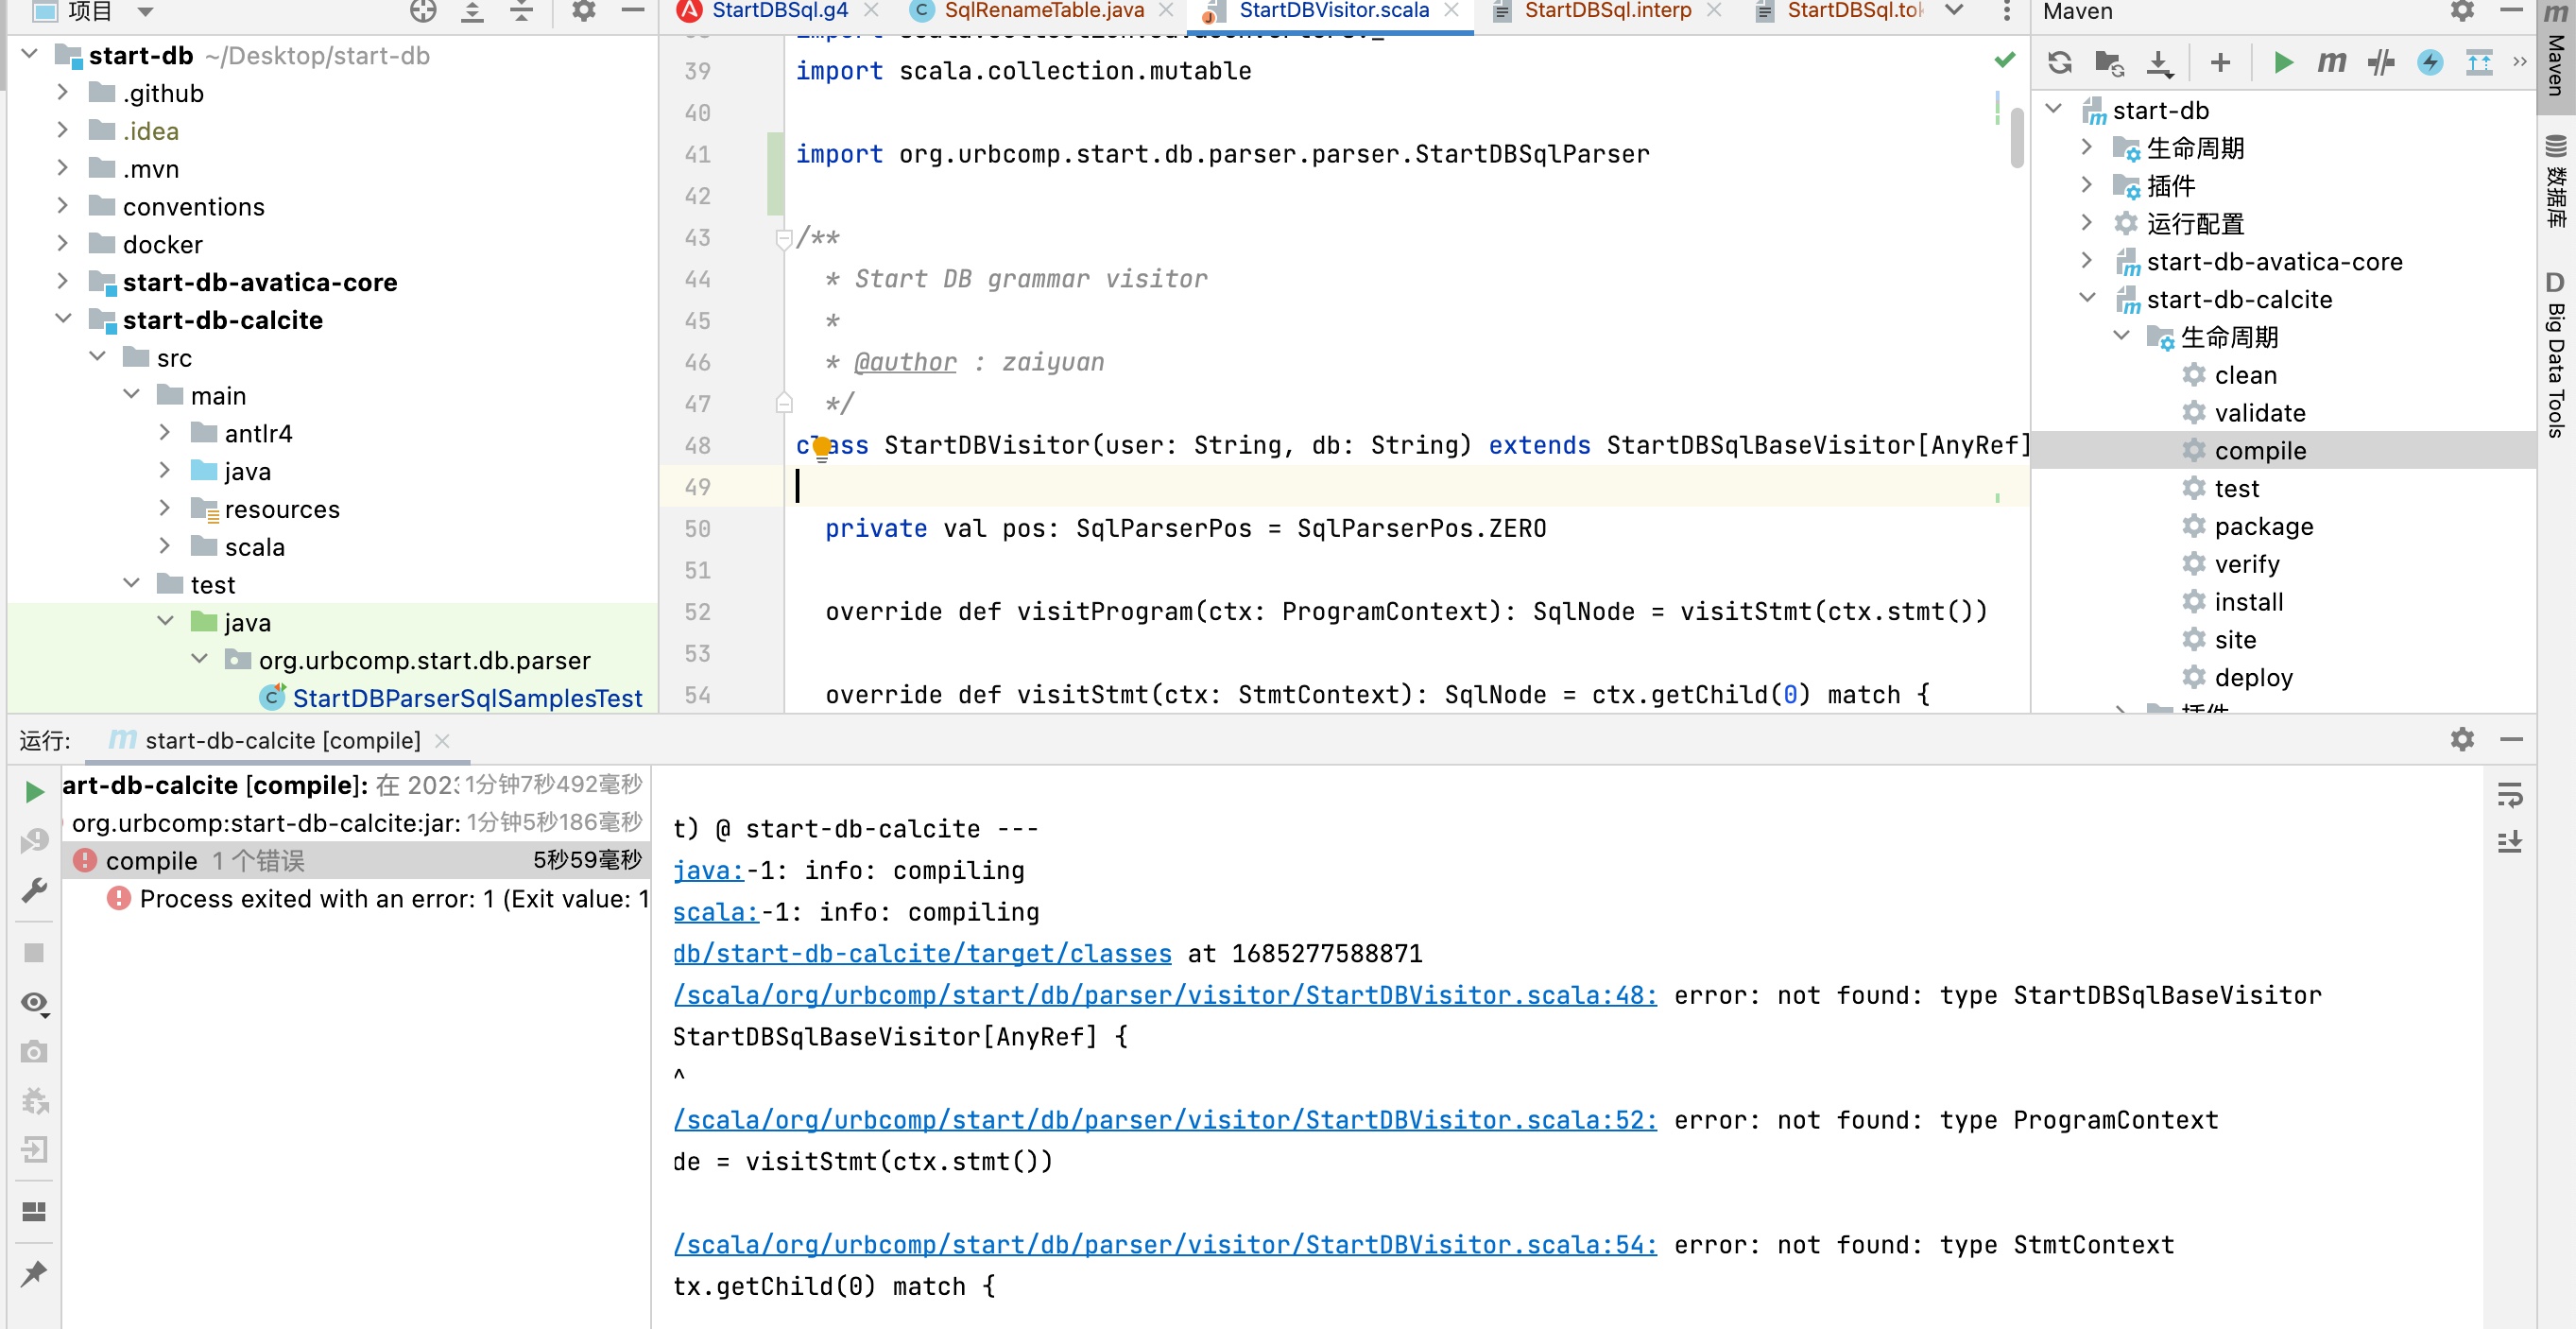 项目
StartDBSql.g4
SqlRenameTable.java
StartDBVisitor.scala
StartDBSql.interp
Maven
start-db ~/Desktop/start-db
.github
.idea
.mvn
conventions
docker
start-db-avatica-core
start-db-calcite
src
main
antlr4
java
resources
scala
test
java
org.urbcomp.start.db.parser
StartDBParserSqlSamplesTest
39 import scala.collection.mutable
40
41 import org.urbcomp.start.db.parser.parser.StartDBSqlParser
42
43 /**
44 * Start DB grammar visitor
45 *
46 * @author : zaiyuan
47 */
48 class StartDBVisitor(user: String, db: String) extends StartDBSqlBaseVisitor[AnyRef]
49
50 private val pos: SqlParserPos = SqlParserPos.ZERO
51
52 override def visitProgram(ctx: ProgramContext): SqlNode = visitStmt(ctx.stmt())
53
54 override def visitStmt(ctx: StmtContext): SqlNode = ctx.getChild(0) match {
start-db
生命周期
插件
运行配置
start-db-avatica-core
start-db-calcite
生命周期
clean
validate
compile
test
package
verify
install
site
deploy
插件
Maven
数据库
D Big Data Tools
运行:
start-db-calcite [compile]
art-db-calcite [compile]: 在 202 1分钟7秒492毫秒
org.urbcomp:start-db-calcite:jar: 1分钟5秒186毫秒
compile 1 个错误 5秒59毫秒
Process exited with an error: 1 (Exit value: 1
t) @ start-db-calcite ---
java:-1: info: compiling
scala:-1: info: compiling
db/start-db-calcite/target/classes at 1685277588871
/scala/org/urbcomp/start/db/parser/visitor/StartDBVisitor.scala:48: error: not found: type StartDBSqlBaseVisitor
StartDBSqlBaseVisitor[AnyRef] {
^
/scala/org/urbcomp/start/db/parser/visitor/StartDBVisitor.scala:52: error: not found: type ProgramContext
de = visitStmt(ctx.stmt())
/scala/org/urbcomp/start/db/parser/visitor/StartDBVisitor.scala:54: error: not found: type StmtContext
tx.getChild(0) match {